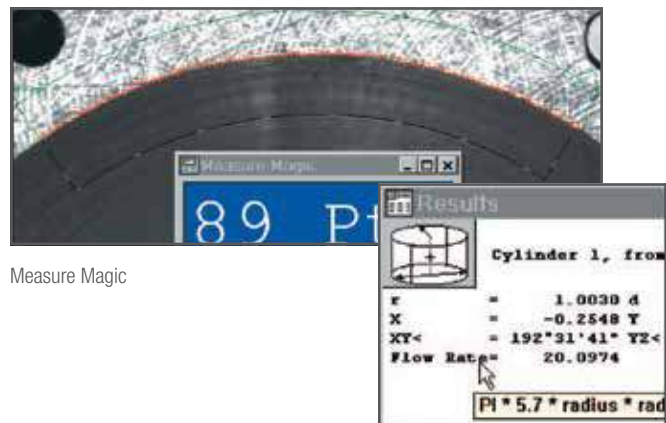 Measure Magic
89 Pt
Measure Magic
Results
Cylinder 1, from
r = 1.0030 d
X = -0.2548 Y
XY< = 192°31'41" YZ<
Flow Rate= 20.0974
PI * 5.7 * radius * rad